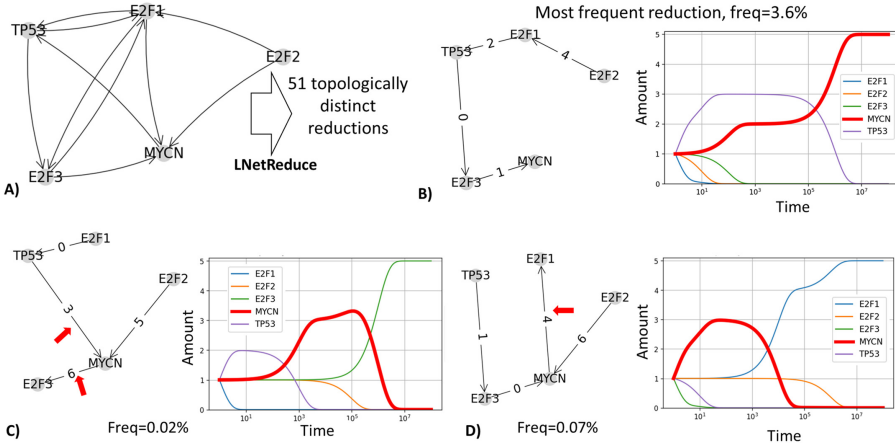 E2F1
TP53
E2F2
51 topologically
distinct
reductions
MYCN
LNetReduce
E2F3
A)
Most frequent reduction, freq=3.6%
E2F1
TP53
2
4
E2F2
0
MYCN
1
E2F3
B)
Amount
5
4
3
2
1
0
E2F1
E2F2
E2F3
MYCN
TP53
10¹ 10³ 10⁵ 10⁷
Time
E2F1
0
TP53
E2F2
3
5
MYCN
6
E2F3
C)
Freq=0.02%
Amount
5
4
3
2
1
0
E2F1
E2F2
E2F3
MYCN
TP53
10¹ 10³ 10⁵ 10⁷
Time
E2F1
TP53
E2F2
4
1
6
MYCN
0
E2F3
D)
Freq=0.07%
Amount
5
4
3
2
1
0
E2F1
E2F2
E2F3
MYCN
TP53
10¹ 10³ 10⁵ 10⁷
Time